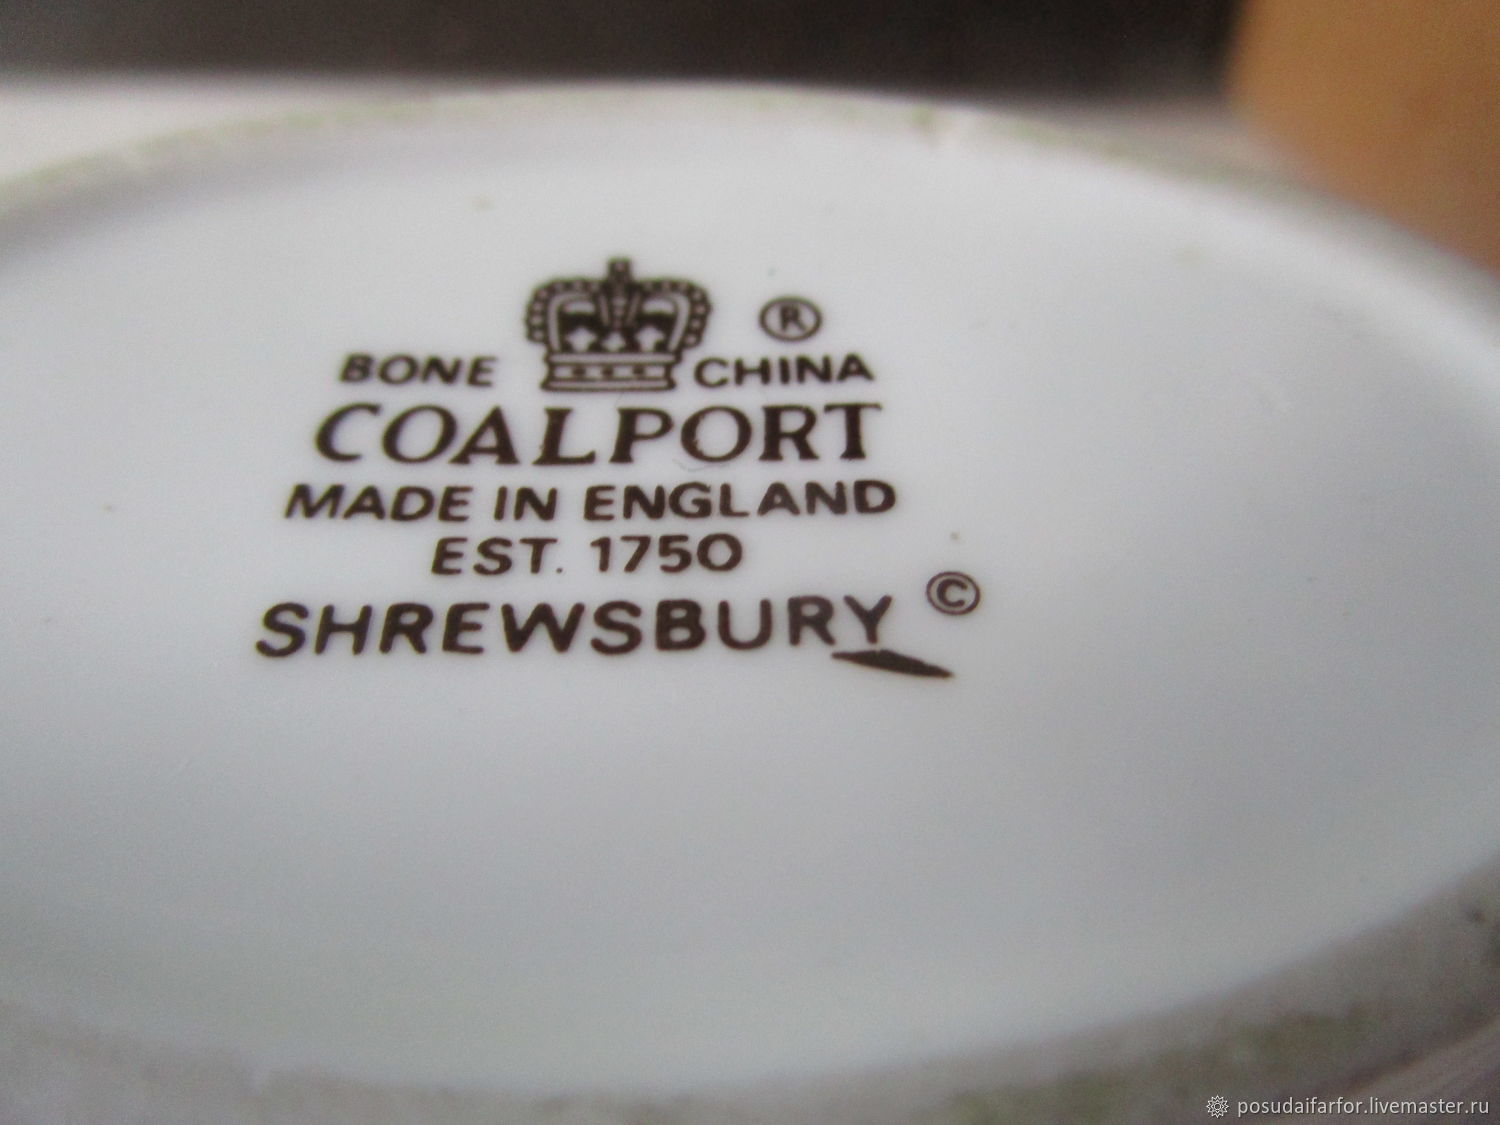 ®
BONE CHINA
COALPORT
MADE IN ENGLAND
EST. 1750
SHREWSBURY ©
posudaifarfor.livemaster.ru